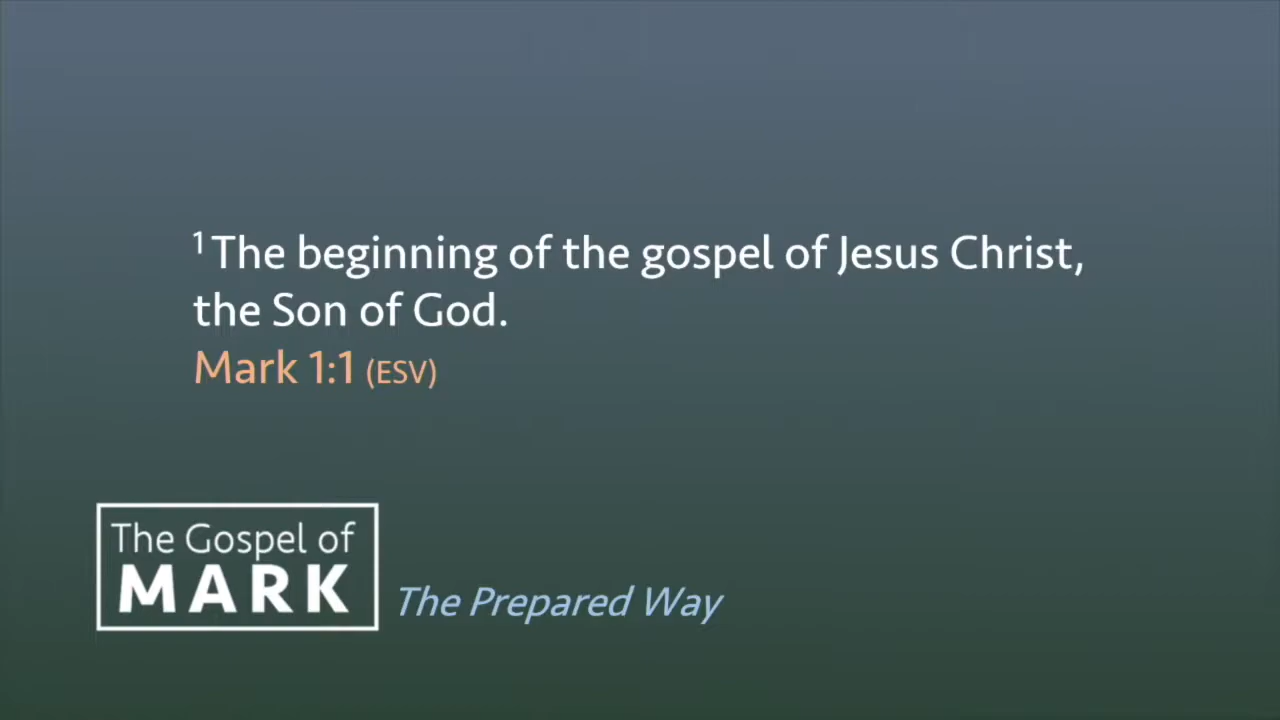 ¹ The beginning of the gospel of Jesus Christ,
the Son of God.
Mark 1:1 (ESV)
The Gospel of
MARK
The Prepared Way